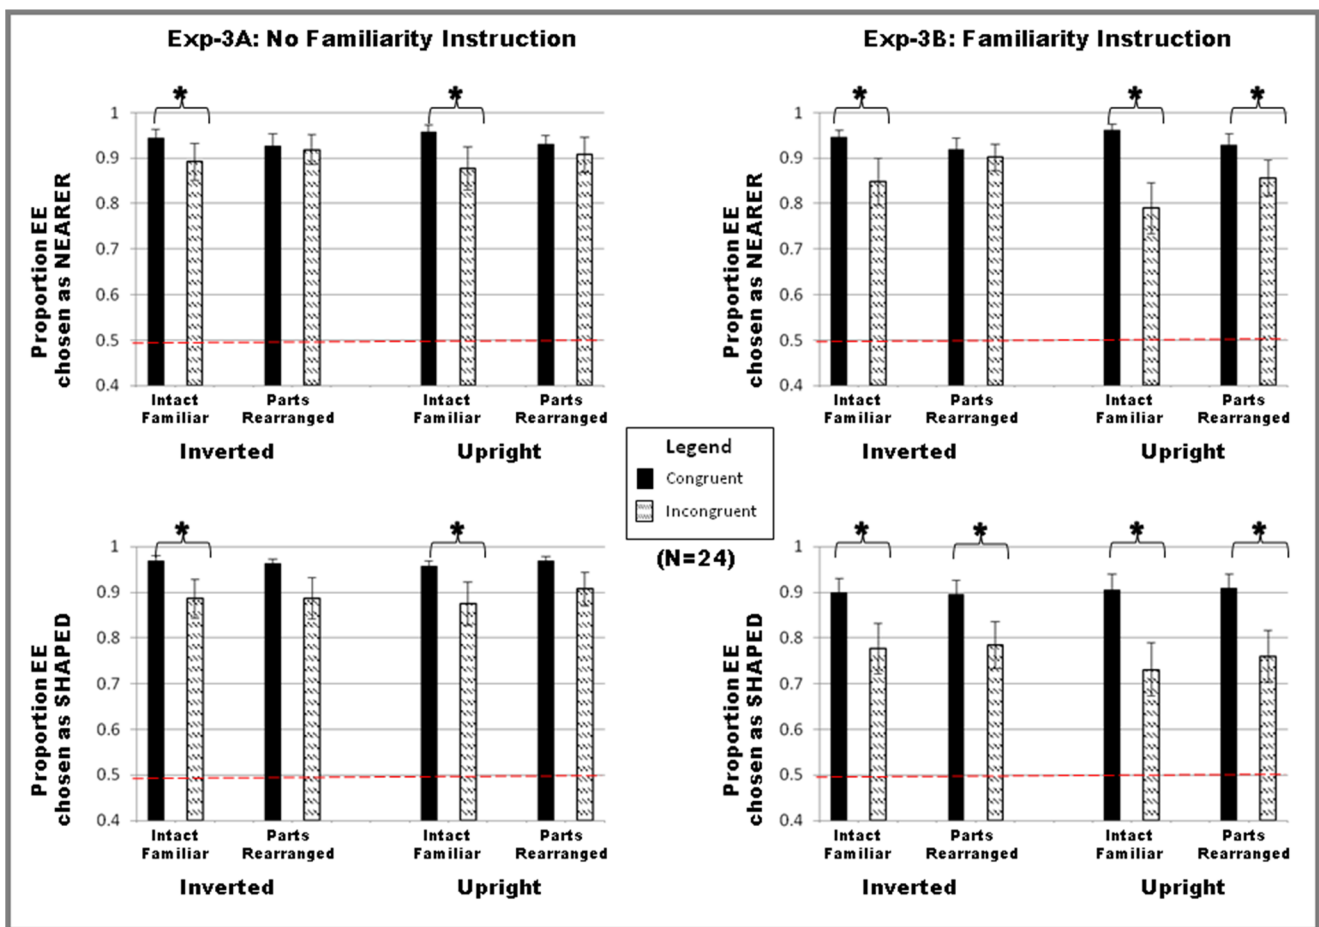 Exp-3A: No Familiarity Instruction
Exp-3B: Familiarity Instruction
Proportion EE
chosen as NEARER
1
0.9
0.8
0.7
0.6
0.5
0.4
*
*
Intact
Familiar
Parts
Rearranged
Intact
Familiar
Parts
Rearranged
Inverted
Upright
Proportion EE
chosen as NEARER
1
0.9
0.8
0.7
0.6
0.5
0.4
*
*
*
Intact
Familiar
Parts
Rearranged
Intact
Familiar
Parts
Rearranged
Inverted
Upright
Legend
Congruent
Incongruent
(N=24)
Proportion EE
chosen as SHAPED
1
0.9
0.8
0.7
0.6
0.5
0.4
*
*
Intact
Familiar
Parts
Rearranged
Intact
Familiar
Parts
Rearranged
Inverted
Upright
Proportion EE
chosen as SHAPED
1
0.9
0.8
0.7
0.6
0.5
0.4
*
*
*
*
Intact
Familiar
Parts
Rearranged
Intact
Familiar
Parts
Rearranged
Inverted
Upright